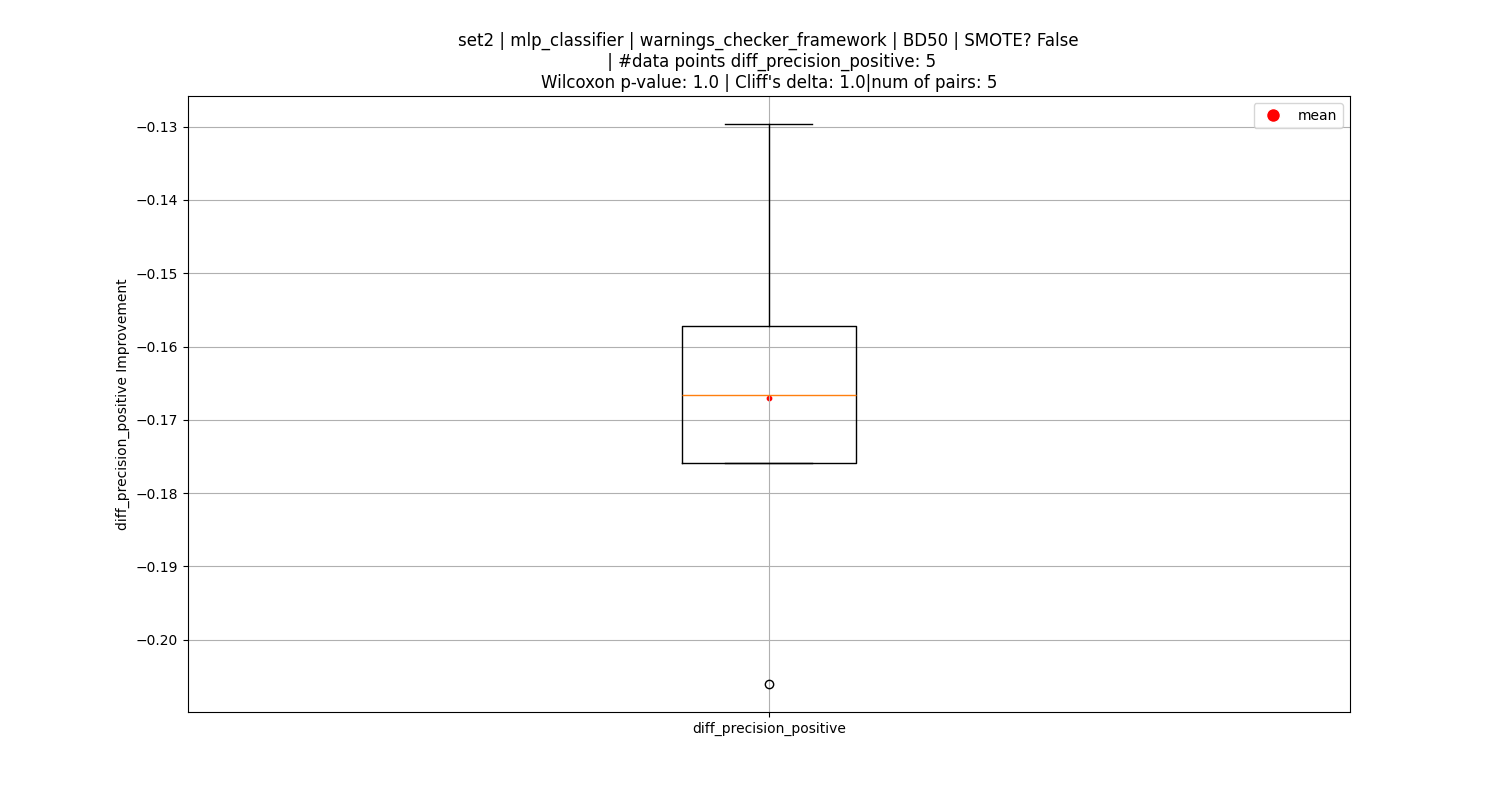 set2 | mlp_classifier | warnings_checker_framework | BD50 | SMOTE? False
| #data points diff_precision_positive: 5
Wilcoxon p-value: 1.0 | Cliff's delta: 1.0|num of pairs: 5
mean
−0.13
−0.14
−0.15
−0.16
−0.17
−0.18
−0.19
−0.20
diff_precision_positive Improvement
diff_precision_positive